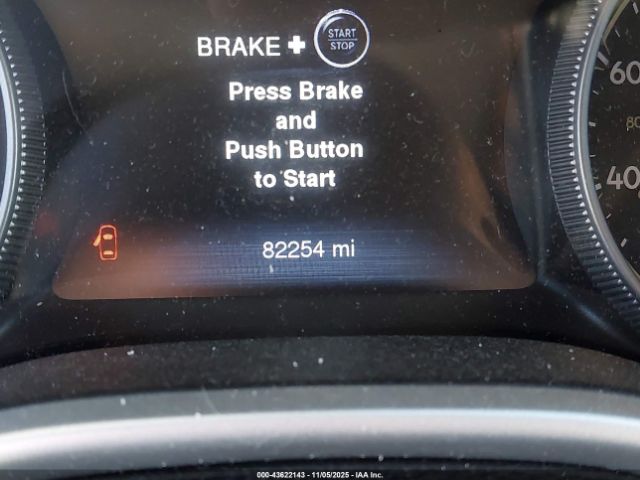 BRAKE + START
STOP
Press Brake
and
Push Button
to Start
82254 mi
60
80
40
000-43622143 - 11/05/2025 - IAA Inc.